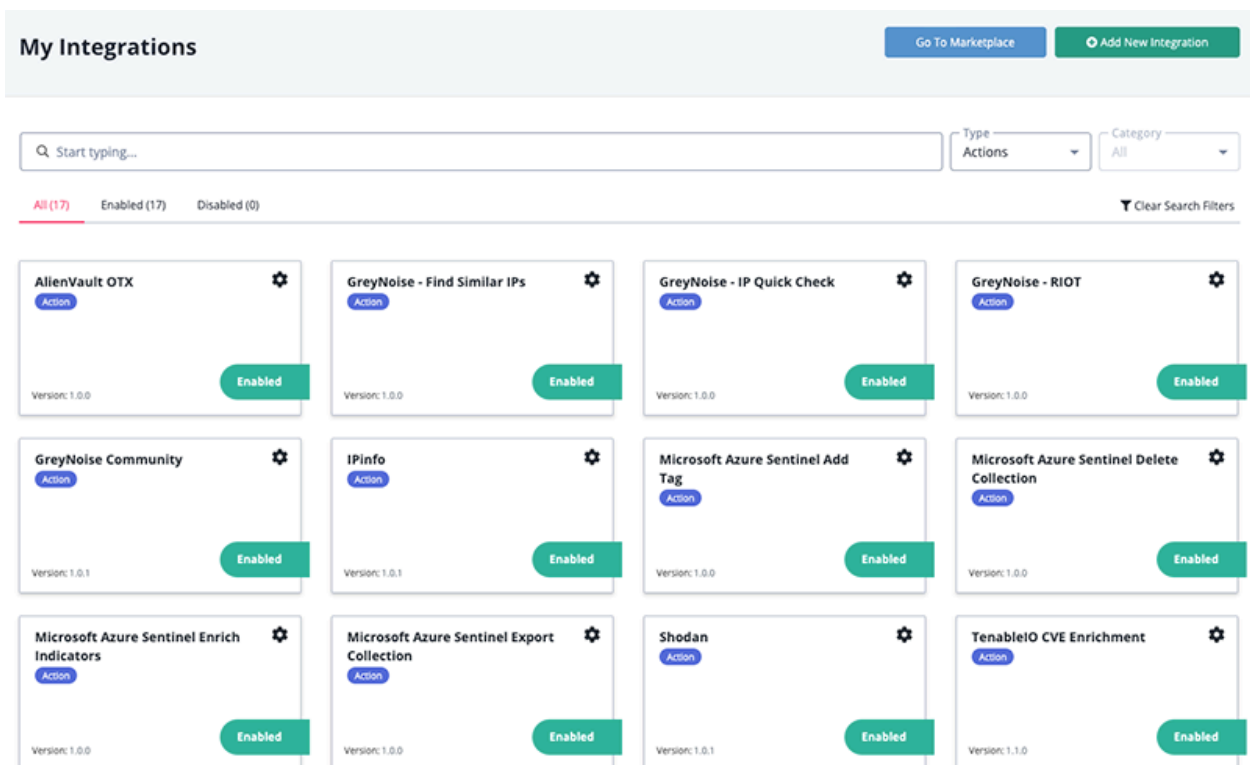 My Integrations
Go To Marketplace
Add New Integration
Start typing...
Type
Actions
Category
All
All (17)
Enabled (17)
Disabled (0)
Clear Search Filters
AlienVault OTX
Action
Version: 1.0.0
Enabled
GreyNoise - Find Similar IPs
Action
Version: 1.0.0
Enabled
GreyNoise - IP Quick Check
Action
Version: 1.0.0
Enabled
GreyNoise - RIOT
Action
Version: 1.0.0
Enabled
GreyNoise Community
Action
Version: 1.0.1
Enabled
IPinfo
Action
Version: 1.0.1
Enabled
Microsoft Azure Sentinel Add
Tag
Action
Version: 1.0.0
Enabled
Microsoft Azure Sentinel Delete
Collection
Action
Version: 1.0.0
Enabled
Microsoft Azure Sentinel Enrich
Indicators
Action
Version: 1.0.0
Enabled
Microsoft Azure Sentinel Export
Collection
Action
Version: 1.0.0
Enabled
Shodan
Action
Version: 1.0.1
Enabled
TenableIO CVE Enrichment
Action
Version: 1.1.0
Enabled